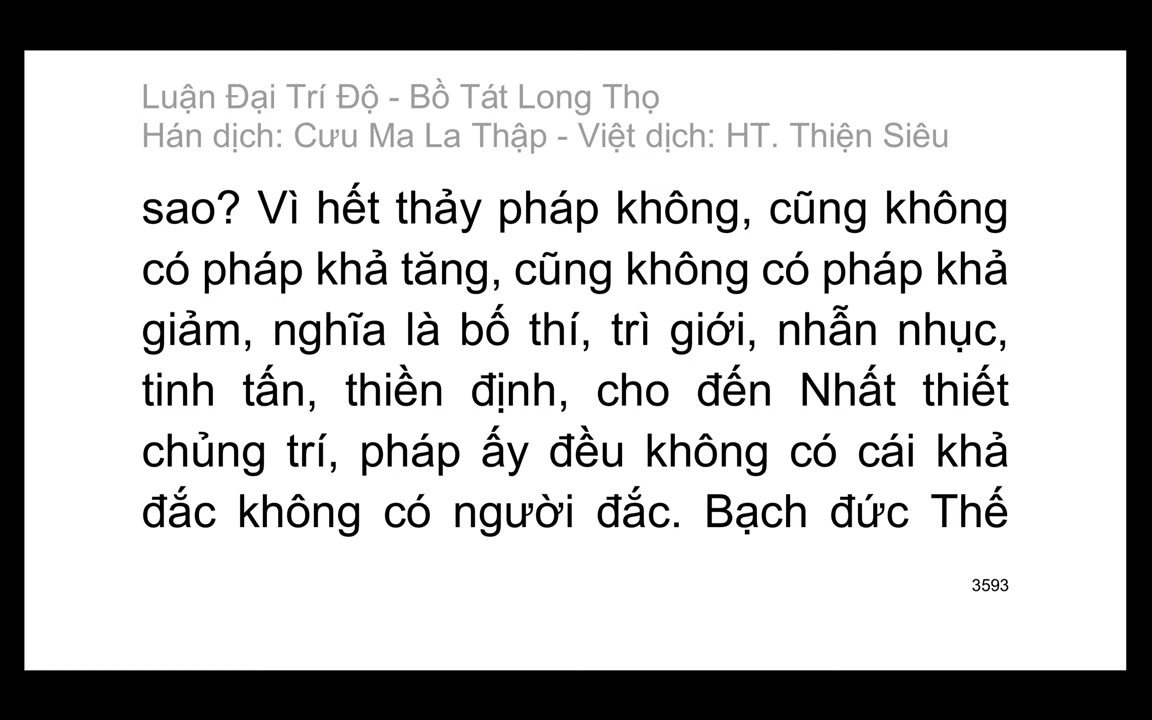 Luận Đại Trí Độ - Bồ Tát Long Thọ
Hán dịch: Cưu Ma La Thập - Việt dịch: HT. Thiện Siêu
sao? Vì hết thảy pháp không, cũng không
có pháp khả tăng, cũng không có pháp khả
giảm, nghĩa là bố thí, trì giới, nhẫn nhục,
tinh tấn, thiền định, cho đến Nhất thiết
chủng trí, pháp ấy đều không có cái khả
đắc không có người đắc. Bạch đức Thế
3593